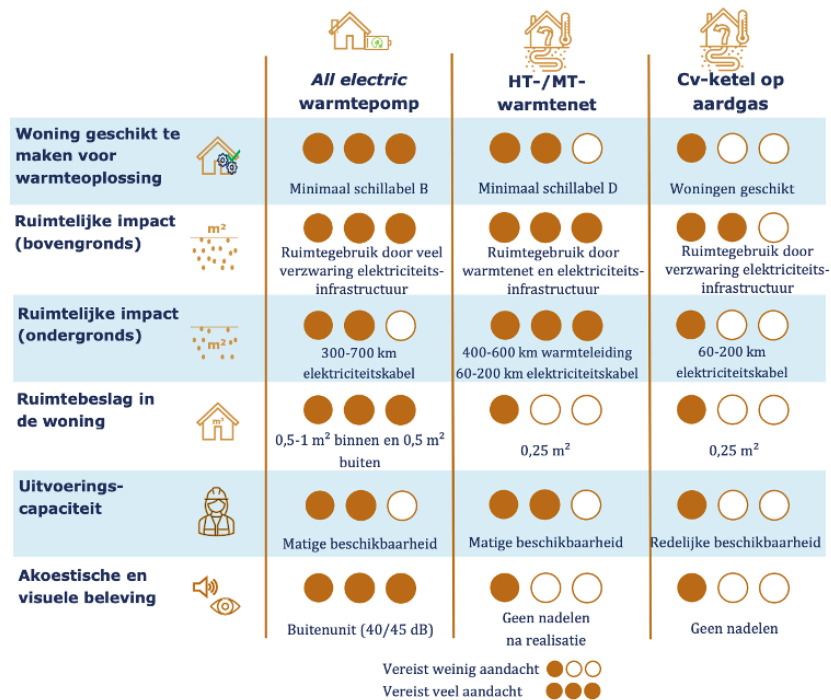 All electric
warmtepomp
HT-/MT-
warmtenet
Cv-ketel op
aardgas
Woning geschikt te
maken voor
warmteoplossing
Minimaal schillabel B
Minimaal schillabel D
Woningen geschikt
Ruimtelijke impact
(bovengronds)
m²
Ruimtegebruik door veel
verzwaring elektriciteits-
infrastructuur
Ruimtegebruik door
warmtenet en elektriciteits-
infrastructuur
Ruimtegebruik door
verzwaring elektriciteits-
infrastructuur
Ruimtelijke impact
(ondergronds)
m²
300-700 km
elektriciteitskabel
400-600 km warmteleiding
60-200 km elektriciteitskabel
60-200 km
elektriciteitskabel
Ruimtebeslag in
de woning
m²
0,5-1 m² binnen en 0,5 m²
buiten
0,25 m²
0,25 m²
Uitvoerings-
capaciteit
Matige beschikbaarheid
Matige beschikbaarheid
Redelijke beschikbaarheid
Akoestische en
visuele beleving
Buitenunit (40/45 dB)
Geen nadelen
na realisatie
Geen nadelen
Vereist weinig aandacht
Vereist veel aandacht